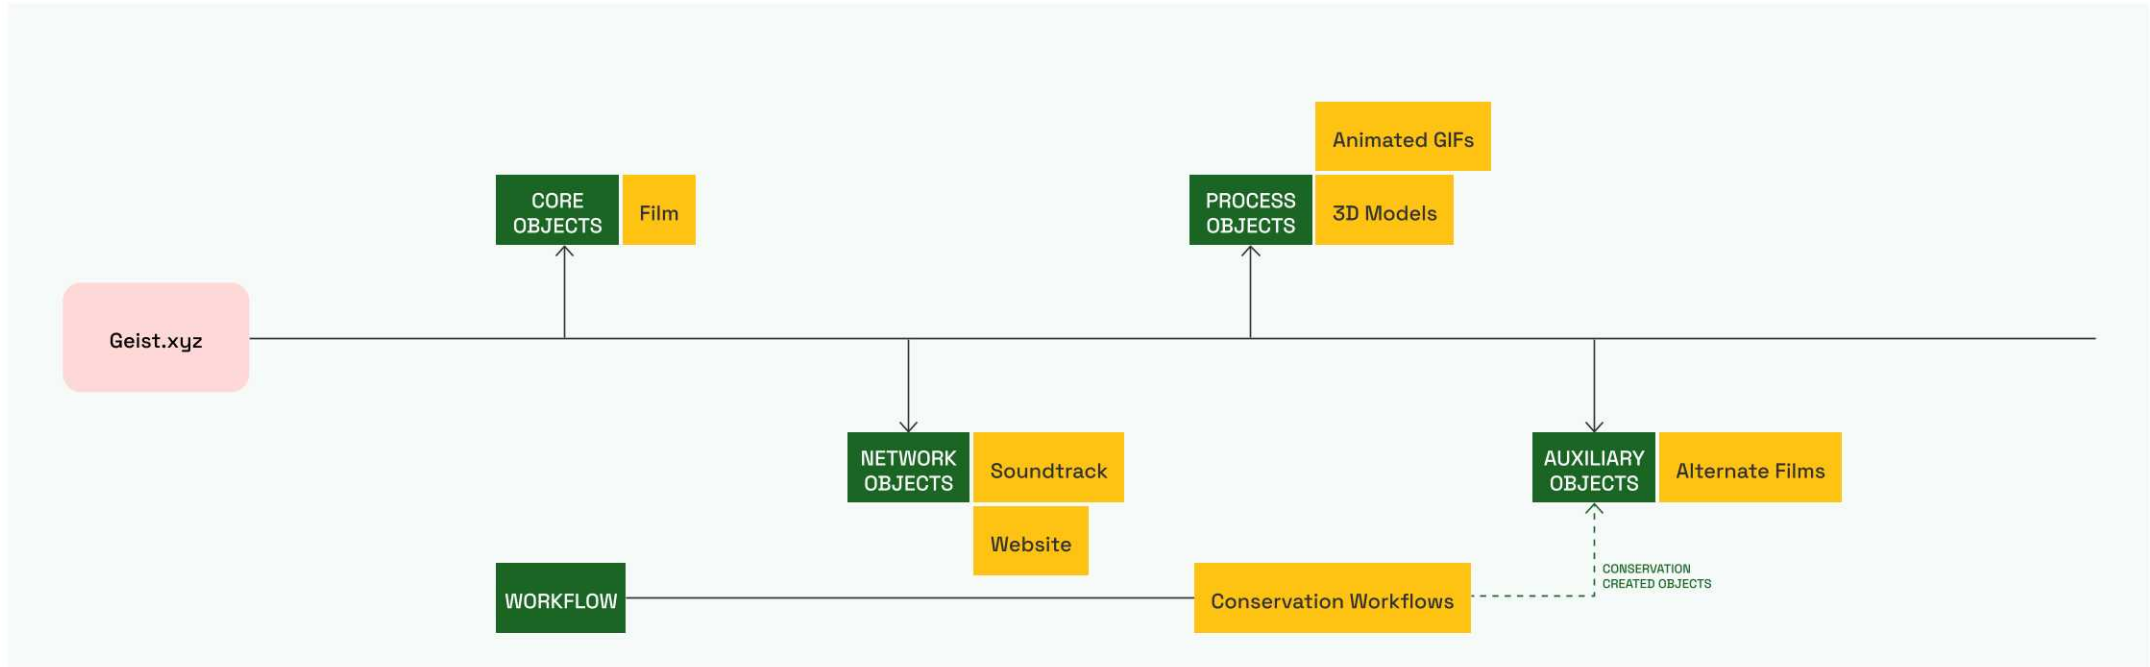 Animated GIFs
CORE
OBJECTS
Film
PROCESS
OBJECTS
3D Models
Geist.xyz
NETWORK
OBJECTS
Soundtrack
AUXILIARY
OBJECTS
Alternate Films
Website
WORKFLOW
Conservation Workflows
CONSERVATION
CREATED OBJECTS